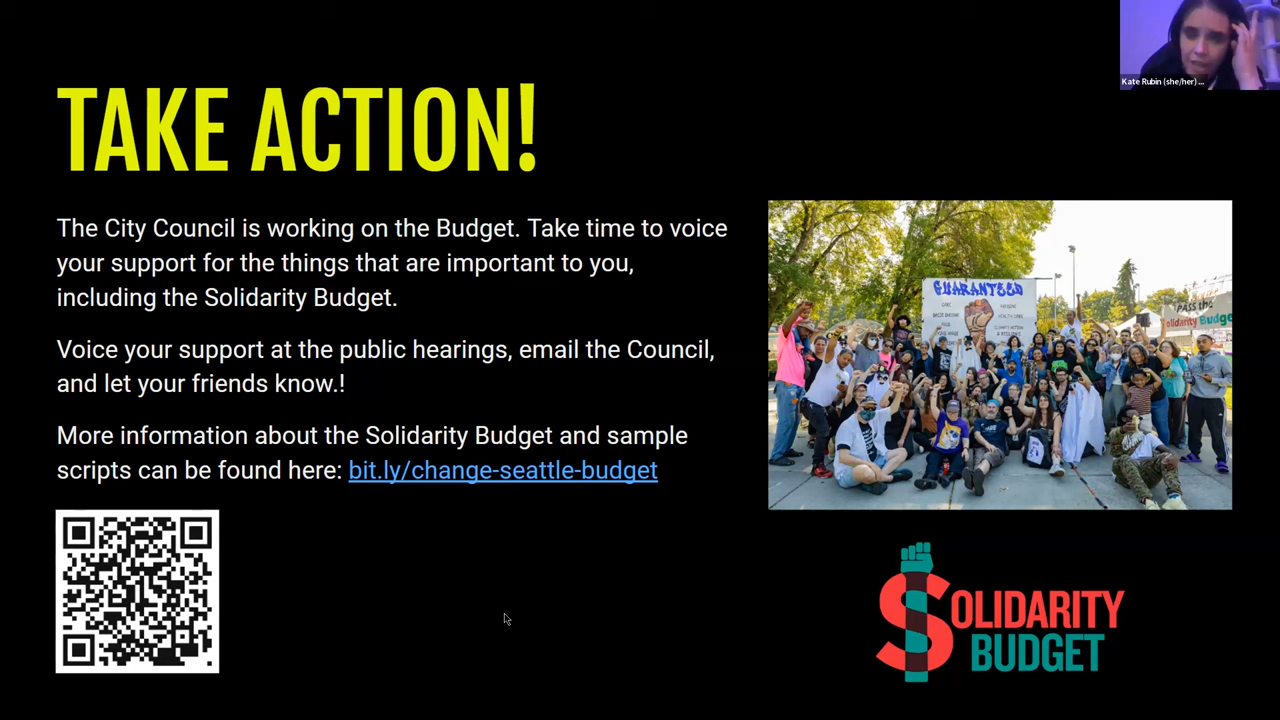 Kate Rubin (she/her) ...
TAKE ACTION!
The City Council is working on the Budget. Take time to voice
your support for the things that are important to you,
including the Solidarity Budget.
Voice your support at the public hearings, email the Council,
and let your friends know.!
More information about the Solidarity Budget and sample
scripts can be found here: bit.ly/change-seattle-budget
GUARANTEED
HEALTH CARE
PASS the
Solidarity Budge
SOLIDARITY
BUDGET